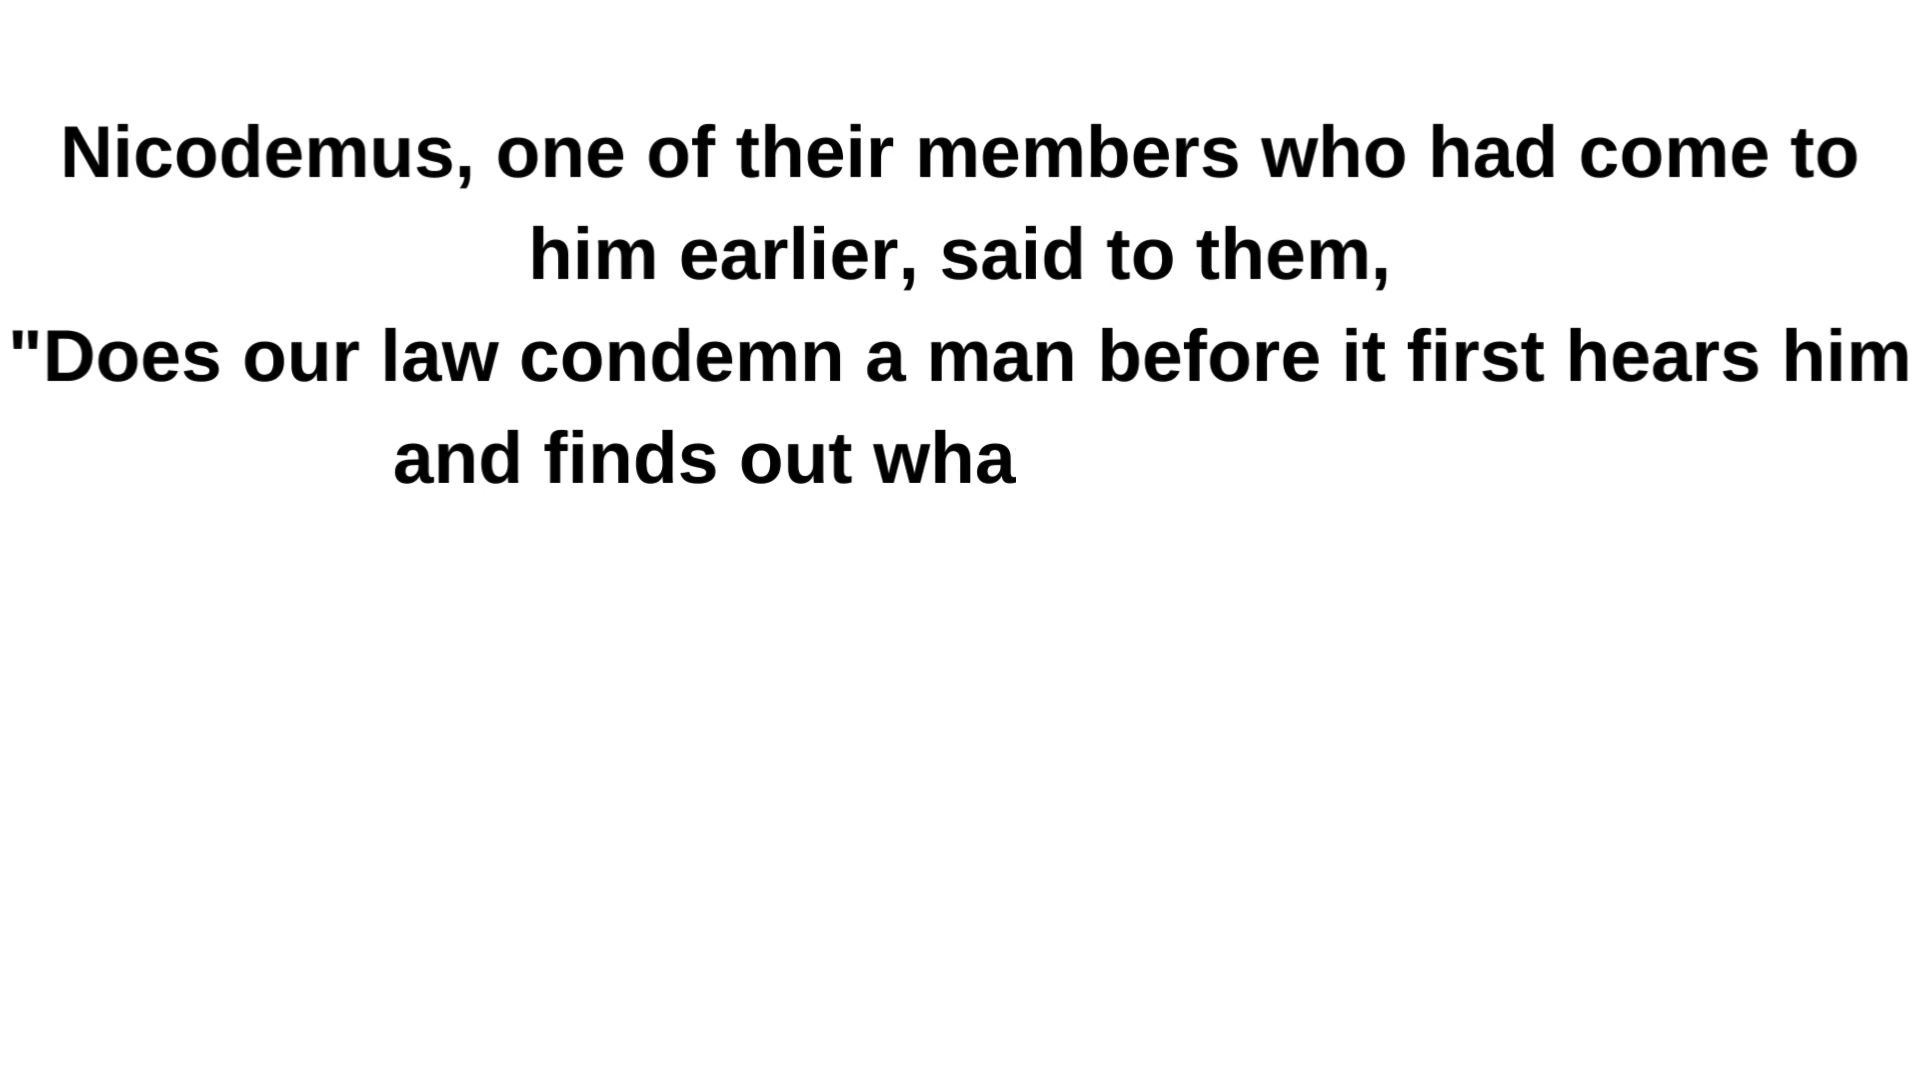 Nicodemus, one of their members who had come to
him earlier, said to them,
"Does our law condemn a man before it first hears him
and finds out wha